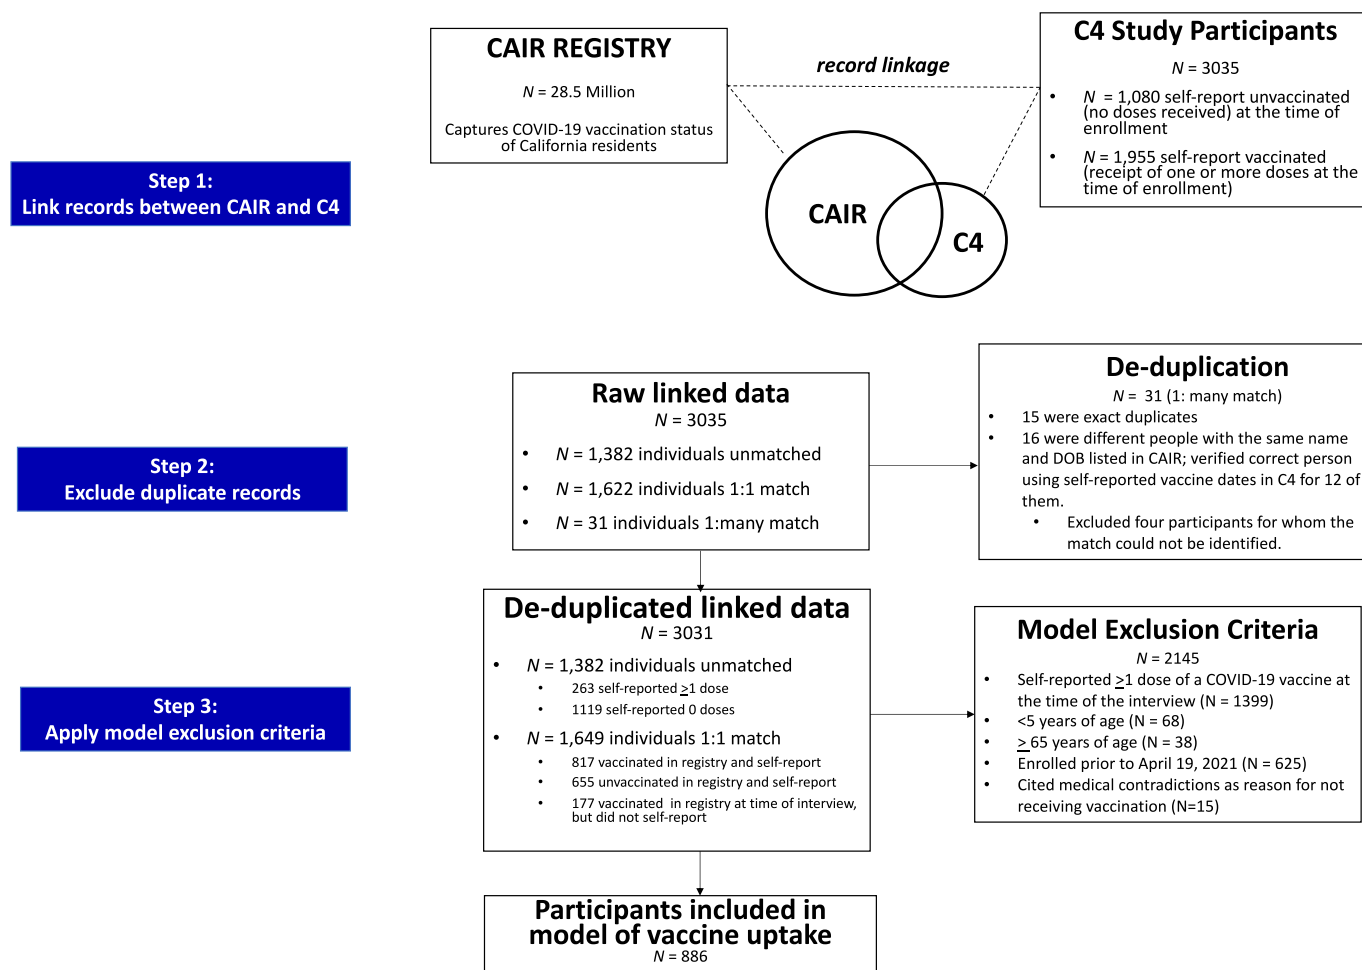 CAIR REGISTRY
N = 28.5 Million
Captures COVID-19 vaccination status
of California residents
record linkage
C4 Study Participants
N = 3035
• N = 1,080 self-report unvaccinated
(no doses received) at the time of
enrollment
• N = 1,955 self-report vaccinated
(receipt of one or more doses at the
time of enrollment)
Step 1:
Link records between CAIR and C4
CAIR
C4
Raw linked data
N = 3035
• N = 1,382 individuals unmatched
• N = 1,622 individuals 1:1 match
• N = 31 individuals 1:many match
De-duplication
N = 31 (1: many match)
• 15 were exact duplicates
• 16 were different people with the same name
and DOB listed in CAIR; verified correct person
using self-reported vaccine dates in C4 for 12 of
them.
• Excluded four participants for whom the
match could not be identified.
Step 2:
Exclude duplicate records
De-duplicated linked data
N = 3031
• N = 1,382 individuals unmatched
• 263 self-reported >1 dose
• 1119 self-reported 0 doses
• N = 1,649 individuals 1:1 match
• 817 vaccinated in registry and self-report
• 655 unvaccinated in registry and self-report
• 177 vaccinated in registry at time of interview,
but did not self-report
Model Exclusion Criteria
N = 2145
• Self-reported >1 dose of a COVID-19 vaccine at
the time of the interview (N = 1399)
• <5 years of age (N = 68)
• > 65 years of age (N = 38)
• Enrolled prior to April 19, 2021 (N = 625)
• Cited medical contradictions as reason for not
receiving vaccination (N=15)
Step 3:
Apply model exclusion criteria
Participants included in
model of vaccine uptake
N = 886